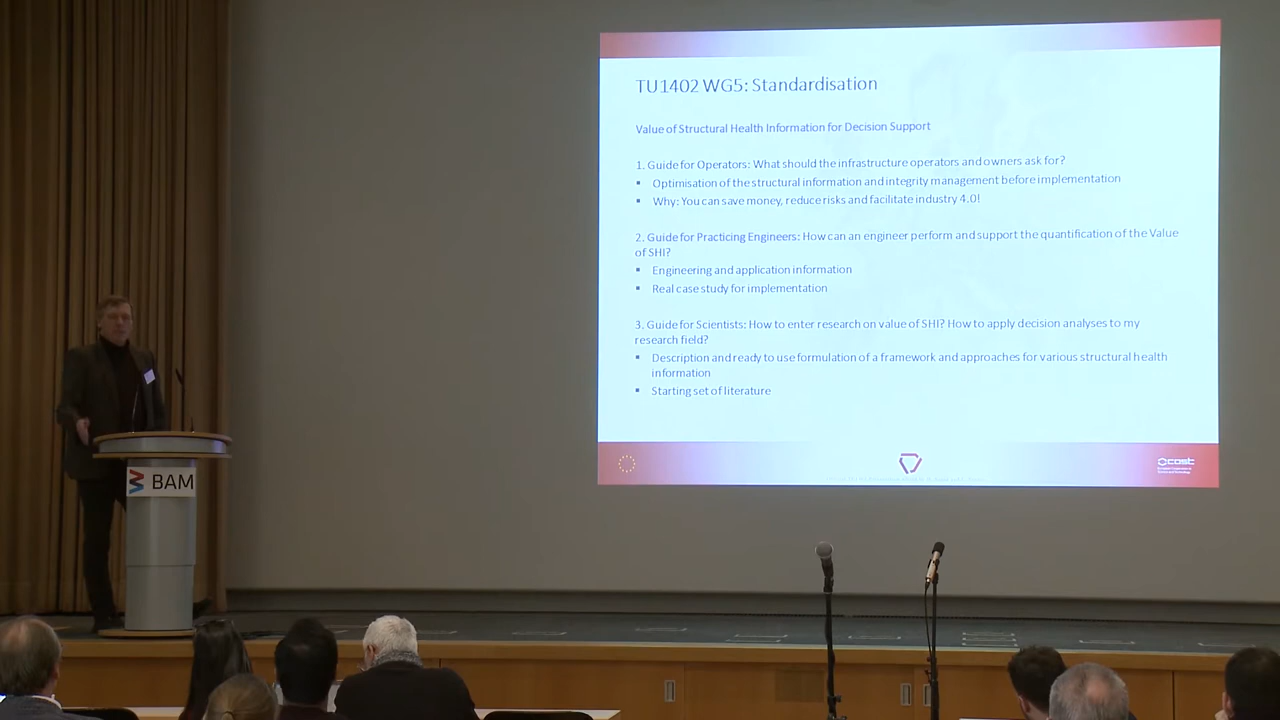 TU1402 WG5: Standardisation
Value of Structural Health Information for Decision Support
1. Guide for Operators: What should the infrastructure operators and owners ask for?
▪ Optimisation of the structural information and integrity management before implementation
▪ Why: You can save money, reduce risks and facilitate industry 4.0!
2. Guide for Practicing Engineers: How can an engineer perform and support the quantification of the Value
of SHI?
▪ Engineering and application information
▪ Real case study for implementation
3. Guide for Scientists: How to enter research on value of SHI? How to apply decision analyses to my
research field?
▪ Description and ready to use formulation of a framework and approaches for various structural health
information
▪ Starting set of literature
cost
BAM